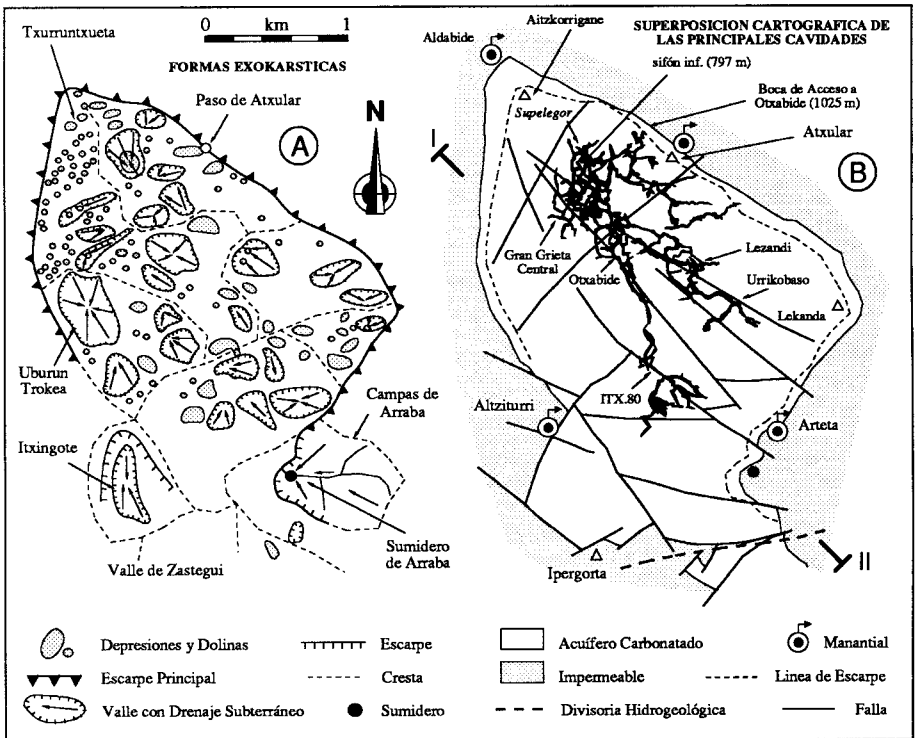 Txurruntxueta
0 km 1
FORMAS EXOKARSTICAS
Paso de Atxular
A
N
Uburun
Trokea
Itxingote
Campas de
Arraba
Valle de Zastegui
Sumidero
de Arraba
SUPERPOSICION CARTOGRAFICA DE
LAS PRINCIPALES CAVIDADES
Aitzkorrigane
Aldabide
sifón inf. (797 m)
Boca de Acceso a
Otxabide (1025 m)
Supelegor
Atxular
I
B
Gran Grieta
Central
Otxabide
Lezandi
Urrikobaso
Lekanda
ITX.80
Altziturri
Arteta
Ipergorta
II
Depresiones y Dolinas
Escarpe
Acuífero Carbonatado
Manantial
Escarpe Principal
Cresta
Impermeable
Linea de Escarpe
Valle con Drenaje Subterráneo
Sumidero
Divisoria Hidrogeológica
Falla